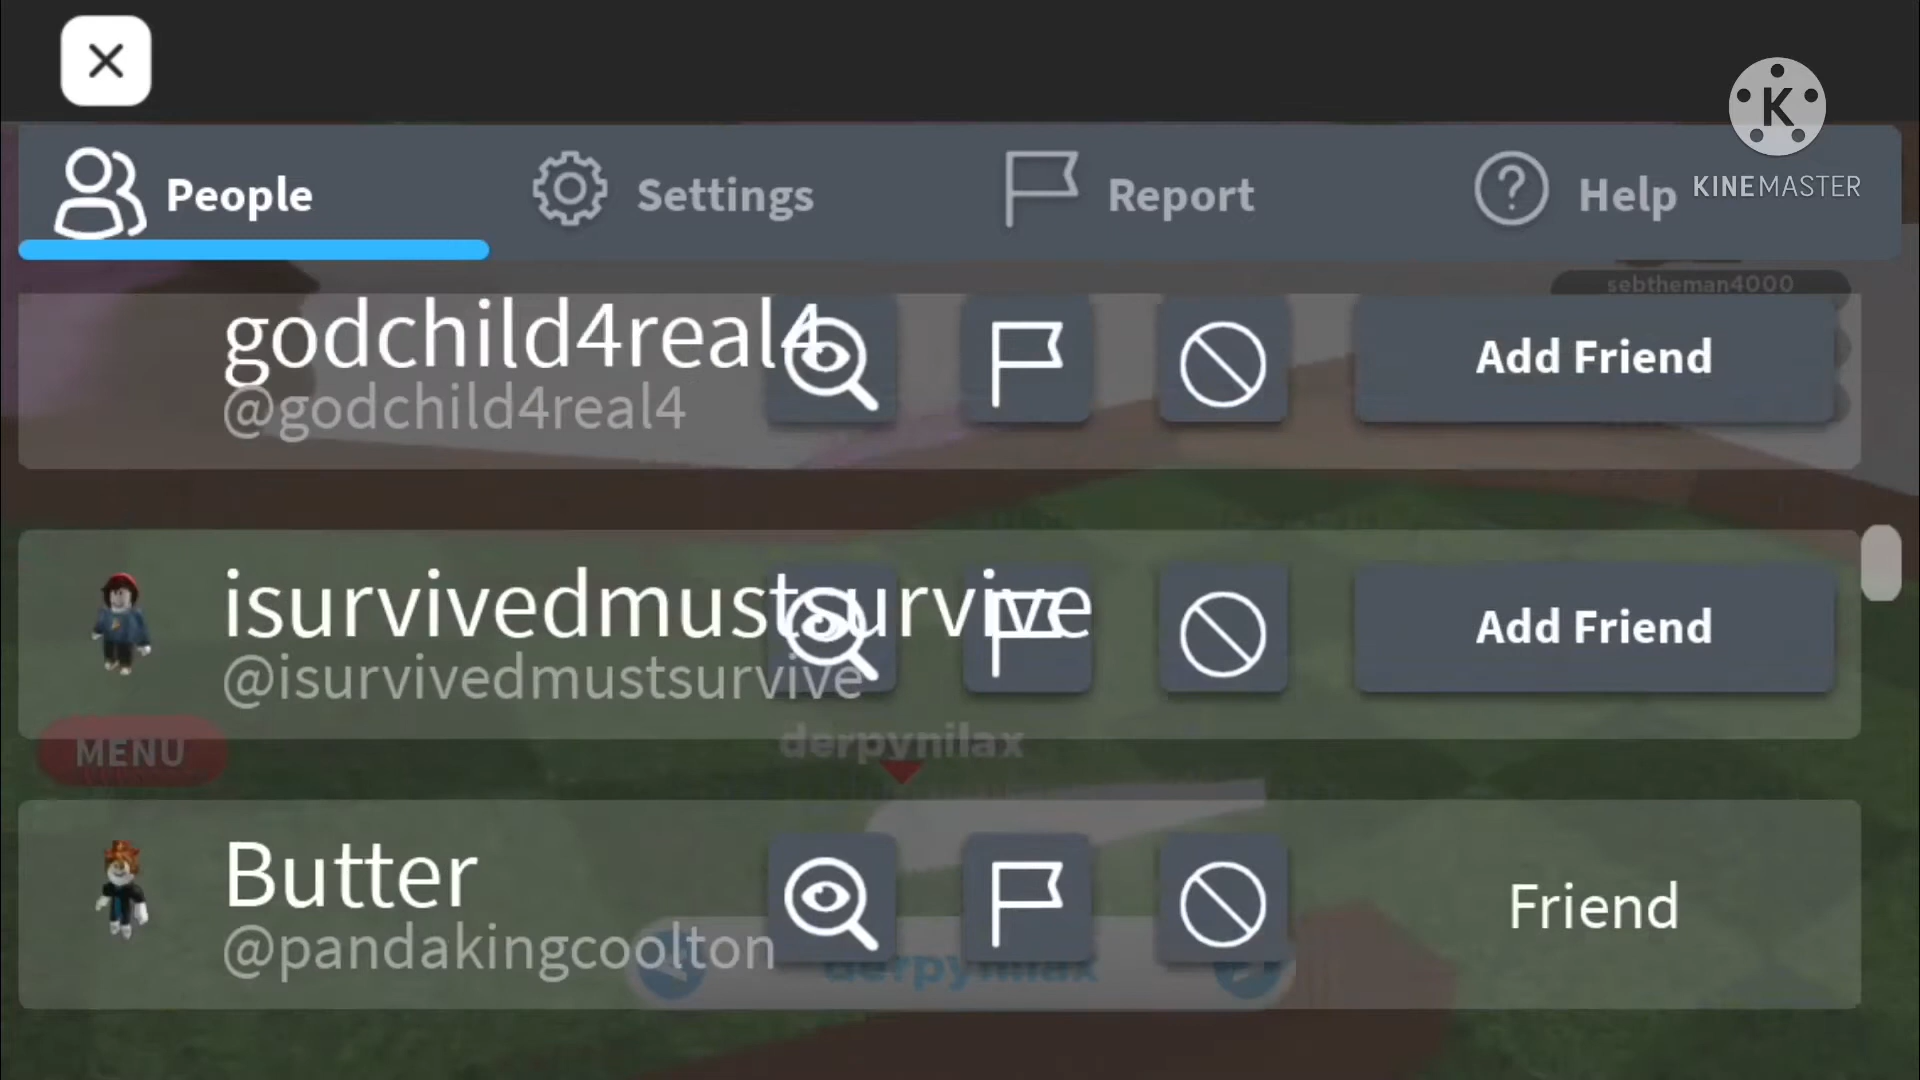 K
KINEMASTER
People
Settings
Report
Help
sebtheman4000
godchild4real4
@godchild4real4
Add Friend
isurvivedmustsurvive
@isurvivedmustsurvive
Add Friend
MENU
derpynilax
Butter
@pandakingcoolton
Friend
derpynilax